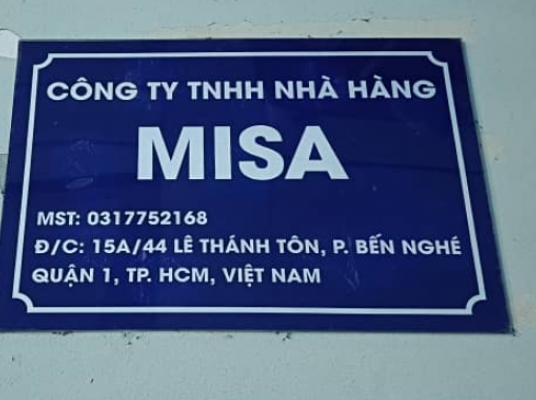 CÔNG TY TNHH NHÀ HÀNG
MISA
MST: 0317752168
Đ/C: 15A/44 LÊ THÁNH TÔN, P. BẾN NGHÉ
QUẬN 1, TP. HCM, VIỆT NAM